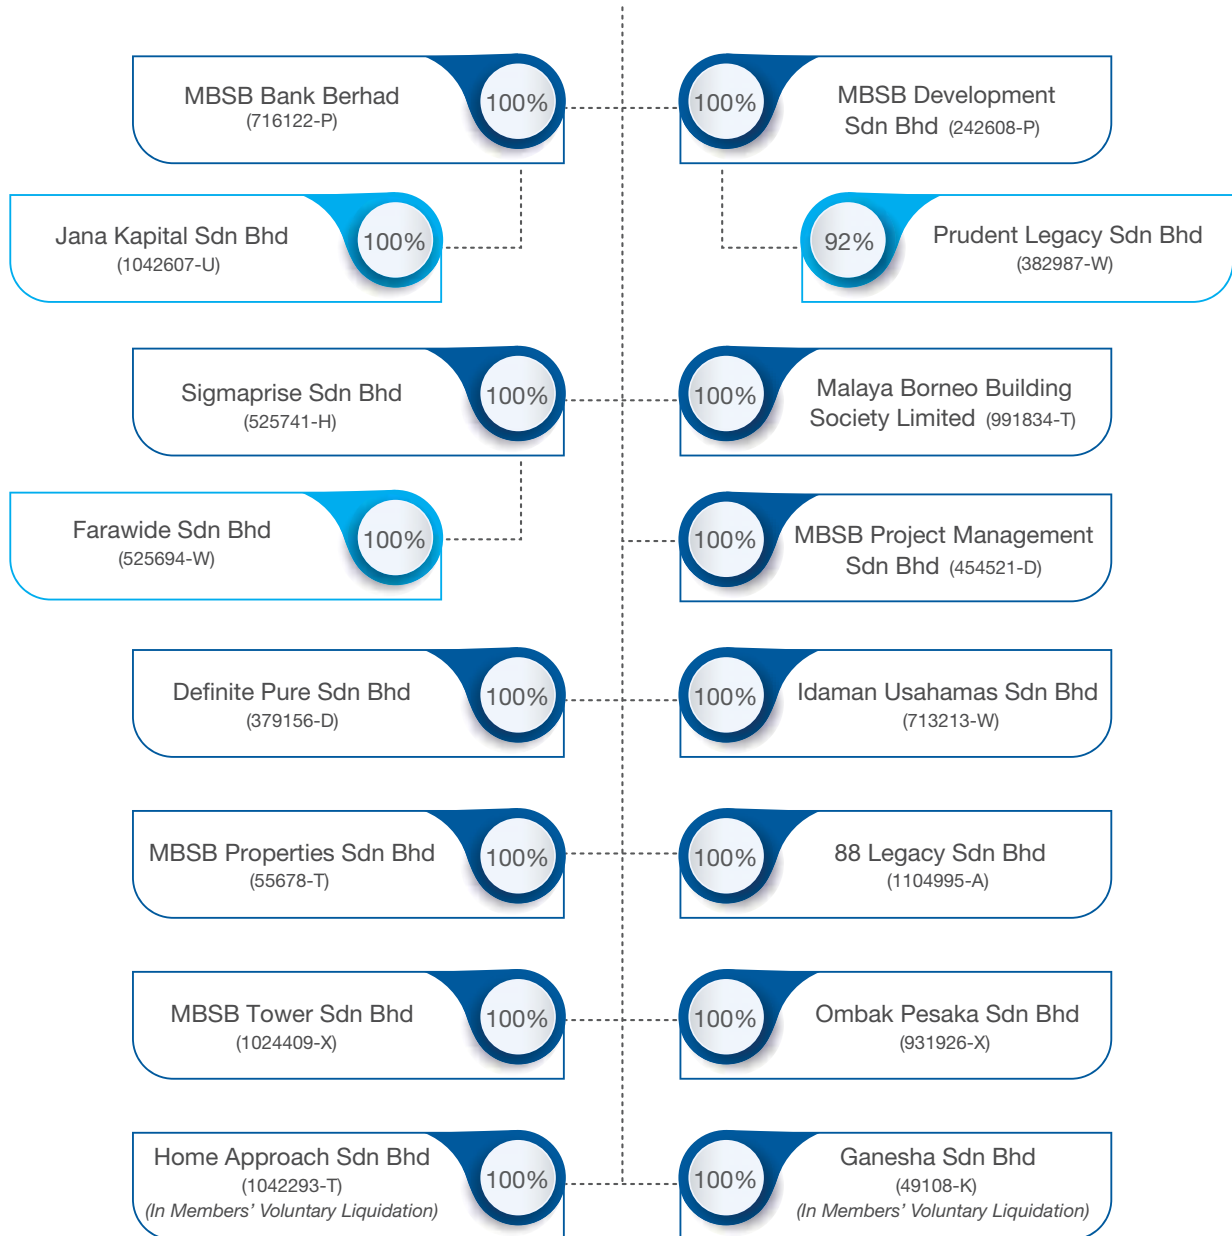 MBSB Bank Berhad
(716122-P)
100%
100%
MBSB Development
Sdn Bhd (242608-P)
Jana Kapital Sdn Bhd
(1042607-U)
100%
92%
Prudent Legacy Sdn Bhd
(382987-W)
Sigmaprise Sdn Bhd
(525741-H)
100%
100%
Malaya Borneo Building
Society Limited (991834-T)
Farawide Sdn Bhd
(525694-W)
100%
100%
MBSB Project Management
Sdn Bhd (454521-D)
Definite Pure Sdn Bhd
(379156-D)
100%
100%
Idaman Usahamas Sdn Bhd
(713213-W)
MBSB Properties Sdn Bhd
(55678-T)
100%
100%
88 Legacy Sdn Bhd
(1104995-A)
MBSB Tower Sdn Bhd
(1024409-X)
100%
100%
Ombak Pesaka Sdn Bhd
(931926-X)
Home Approach Sdn Bhd
(1042293-T)
(In Members' Voluntary Liquidation)
100%
100%
Ganesha Sdn Bhd
(49108-K)
(In Members' Voluntary Liquidation)